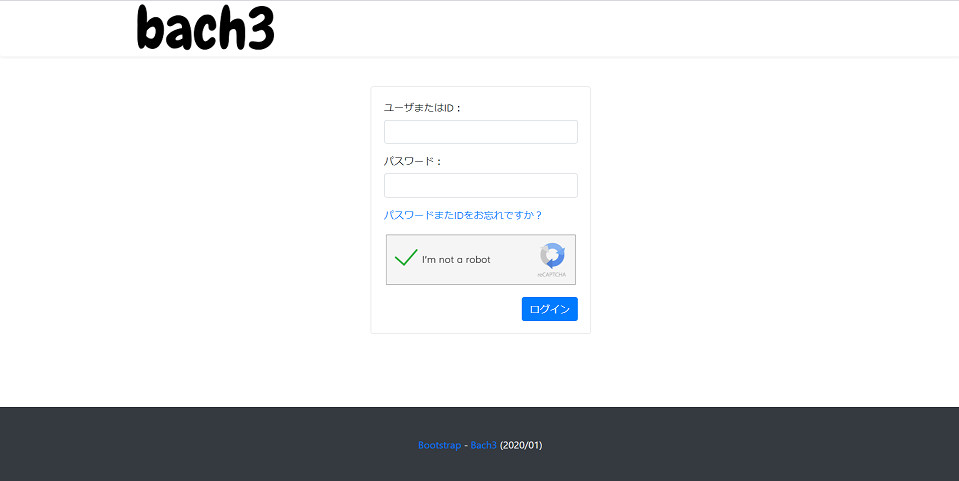 bach3
ユーザまたはID：
パスワード：
パスワードまたIDをお忘れですか？
I'm not a robot
reCAPTCHA
ログイン
Bootstrap - Bach3 (2020/01)